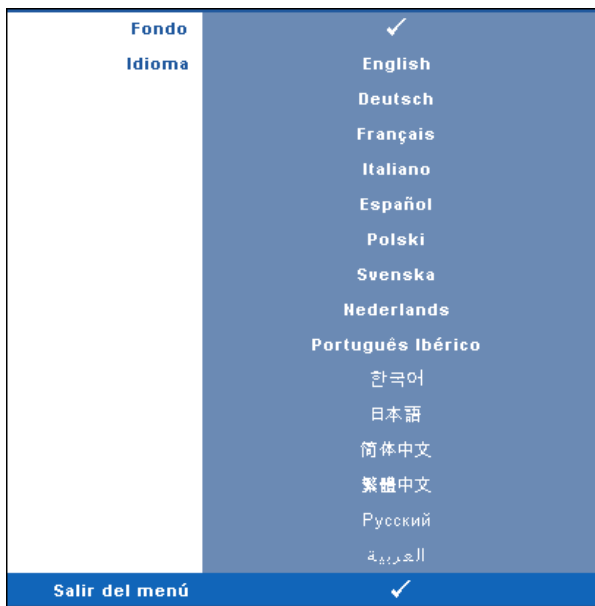 Fondo ✓
Idioma English
Deutsch
Français
Italiano
Español
Polski
Svenska
Nederlands
Português Ibérico
한국어
日本語
简体中文
繁體中文
Русский
العربية
Salir del menú ✓